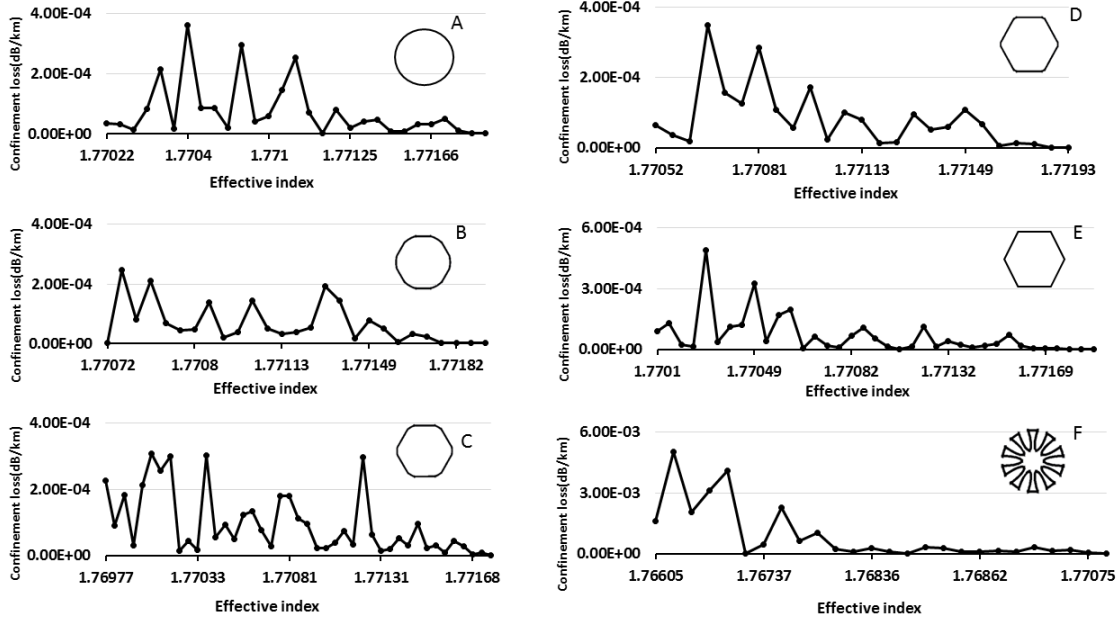 A
Confinement loss(dB/km)
4.00E-04
2.00E-04
0.00E+00
1.77022 1.7704 1.771 1.77125 1.77166
Effective index
B
Confinement loss(dB/km)
4.00E-04
2.00E-04
0.00E+00
1.77072 1.7708 1.77113 1.77149 1.77182
Effective index
C
Confinement loss(dB/km)
4.00E-04
2.00E-04
0.00E+00
1.76977 1.77033 1.77081 1.77131 1.77168
Effective index
D
Confinement loss(dB/km)
4.00E-04
2.00E-04
0.00E+00
1.77052 1.77081 1.77113 1.77149 1.77193
Effective index
E
Confinement loss(dB/km)
6.00E-04
3.00E-04
0.00E+00
1.7701 1.77049 1.77082 1.77132 1.77169
Effective index
F
Confinement loss(dB/km)
6.00E-03
3.00E-03
0.00E+00
1.76605 1.76737 1.76836 1.76862 1.77075
Effective index